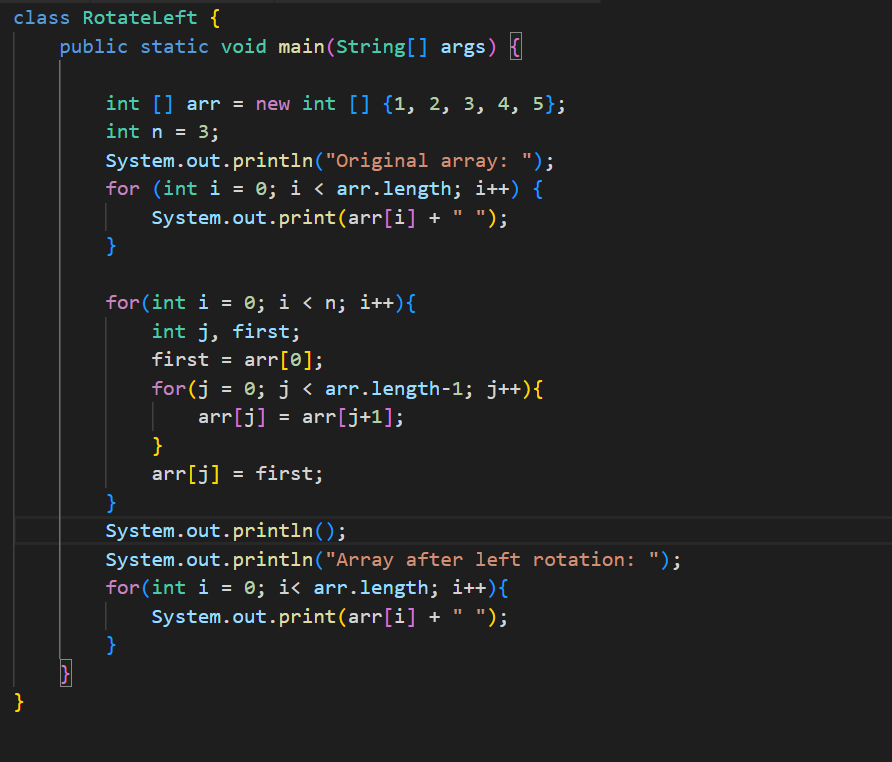 class RotateLeft {
    public static void main(String[] args) {

        int [] arr = new int [] {1, 2, 3, 4, 5};
        int n = 3;
        System.out.println("Original array: ");
        for (int i = 0; i < arr.length; i++) {
            System.out.print(arr[i] + " ");
        }

        for(int i = 0; i < n; i++){
            int j, first;
            first = arr[0];
            for(j = 0; j < arr.length-1; j++){
                arr[j] = arr[j+1];
            }
            arr[j] = first;
        }
        System.out.println();
        System.out.println("Array after left rotation: ");
        for(int i = 0; i< arr.length; i++){
            System.out.print(arr[i] + " ");
        }
    }
}